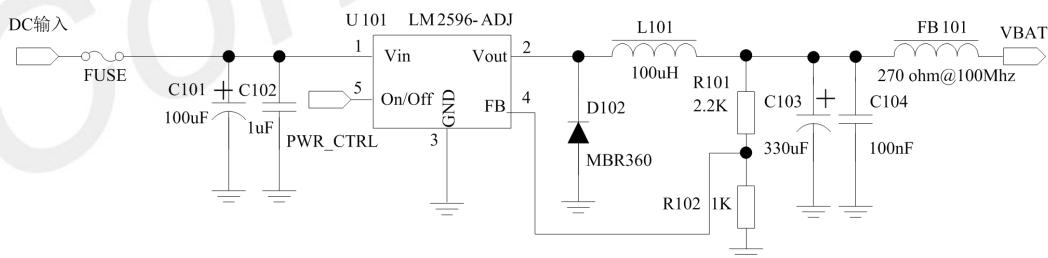 DC输入
FUSE
C101
100uF
C102
1uF
PWR_CTRL
U101 LM2596-ADJ
1
Vin
Vout
2
5
On/Off
GND
FB
4
3
D102
MBR360
L101
100uH
R101
2.2K
R102 1K
C103
330uF
C104
100nF
FB101
270 ohm@100Mhz
VBAT